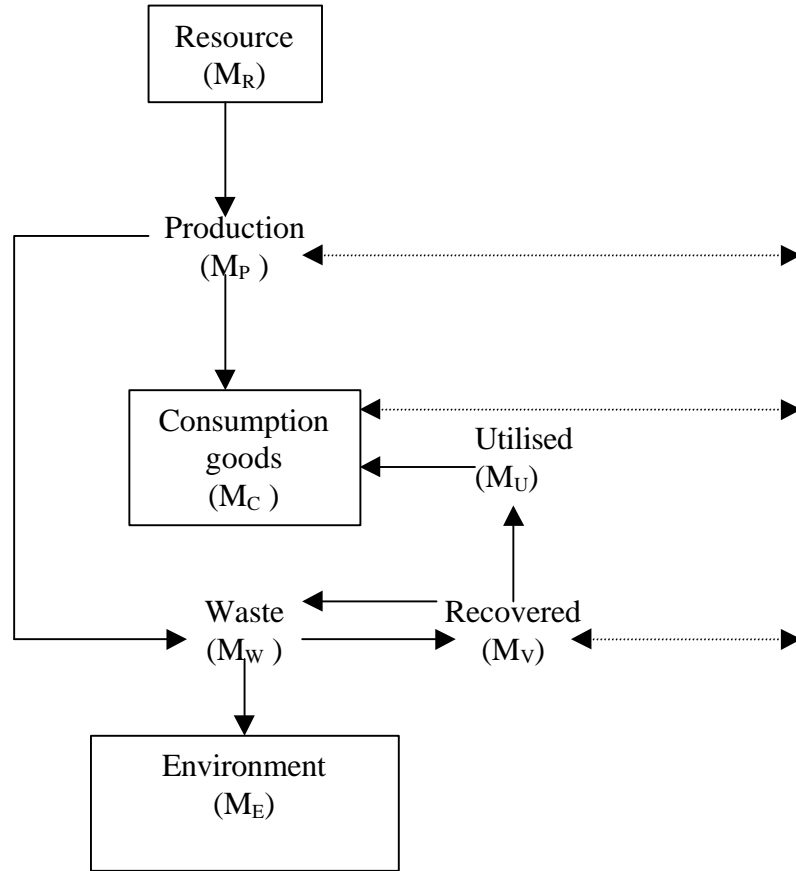 Resource
(M_R)
Production
(M_P )
Consumption
goods
(M_C )
Utilised
(M_U)
Waste
(M_W )
Recovered
(M_V)
Environment
(M_E)